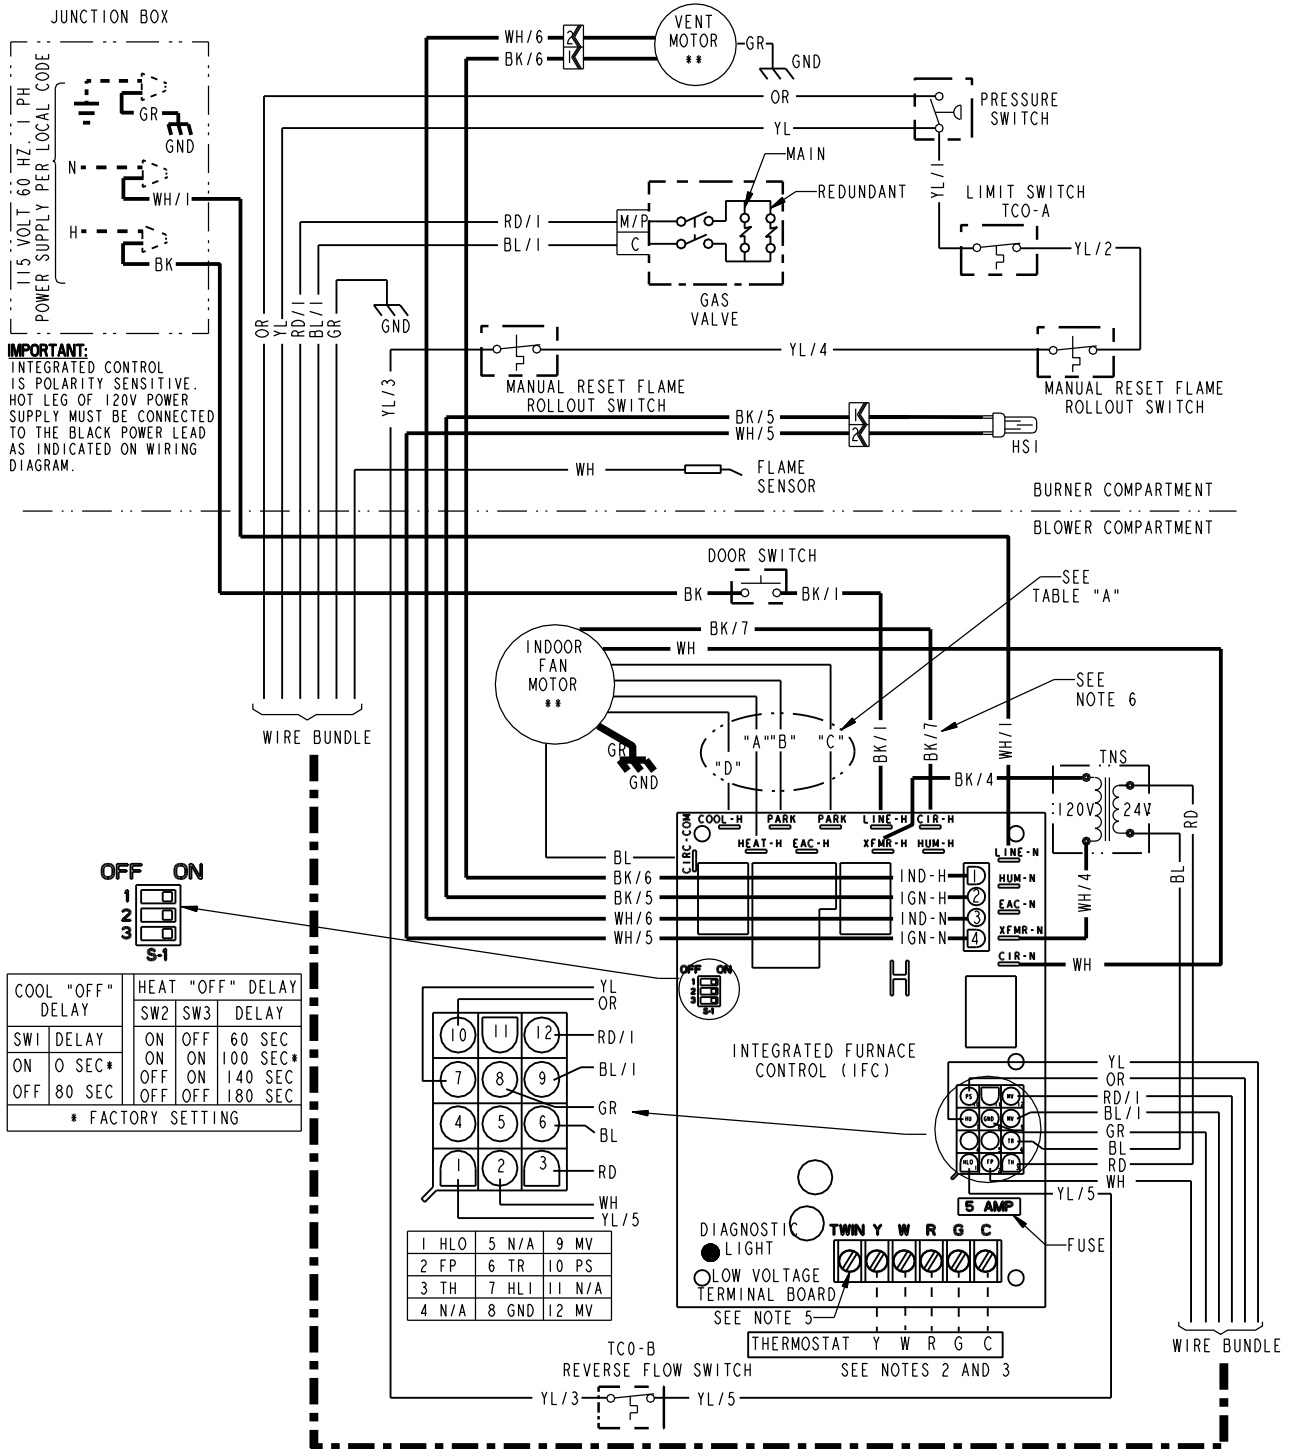 JUNCTION BOX
115 VOLT 60 HZ. 1 PH
POWER SUPPLY PER LOCAL CODE
GR
GND
N
WH/1
H
BK
IMPORTANT:
INTEGRATED CONTROL
IS POLARITY SENSITIVE.
HOT LEG OF 120V POWER
SUPPLY MUST BE CONNECTED
TO THE BLACK POWER LEAD
AS INDICATED ON WIRING
DIAGRAM.
WH/6
2
BK/6
1
VENT
MOTOR
**
GR
GND
OR
YL
PRESSURE
SWITCH
YL/1
MAIN
REDUNDANT
RD/1
M/P
BL/1
C
GAS
VALVE
LIMIT SWITCH
TCO-A
YL/2
OR
YL
RD/1
BL/1
GR
GND
YL/3
MANUAL RESET FLAME
ROLLOUT SWITCH
YL/4
MANUAL RESET FLAME
ROLLOUT SWITCH
BK/5
1
WH/5
2
HSI
WH
FLAME
SENSOR
BURNER COMPARTMENT
BLOWER COMPARTMENT
DOOR SWITCH
BK
BK/1
SEE
TABLE "A"
BK/7
WH
INDOOR
FAN
MOTOR
**
SEE
NOTE 6
WIRE BUNDLE
GR
GND
"D"
"A"
"B"
"C"
BK/1
BK/7
WH/1
BK/4
TNS
120V
24V
RD
BL
WH/4
COOL-H
PARK
PARK
LINE-H
CIR-H
CIRC-COM
HEAT-H
EAC-H
XFMR-H
HUM-H
LINE-N
HUM-N
EAC-N
XFMR-N
CIR-N
WH
BL
BK/6
IND-H
1
BK/5
IGN-H
2
WH/6
IND-N
3
WH/5
IGN-N
4
H
OFF ON
1
2
3
S-1
OFF ON
1
2
3
S-1
COOL "OFF"
DELAY
SW1 DELAY
ON 0 SEC*
OFF 80 SEC
HEAT "OFF" DELAY
SW2 SW3 DELAY
ON OFF 60 SEC
ON ON 100 SEC*
OFF ON 140 SEC
OFF OFF 180 SEC
* FACTORY SETTING
YL
OR
RD/1
BL/1
GR
BL
RD
WH
YL/5
10 11 12
7 8 9
4 5 6
1 2 3
1 HLO 5 N/A 9 MV
2 FP 6 TR 10 PS
3 TH 7 HLI 11 N/A
4 N/A 8 GND 12 MV
INTEGRATED FURNACE
CONTROL (IFC)
PS
MV
GND
MV
TR
HLO
FP
TH
YL
OR
RD/1
BL/1
GR
BL
RD
WH
YL/5
5 AMP
FUSE
DIAGNOSTIC
LIGHT
TWIN Y W R G C
LOW VOLTAGE
TERMINAL BOARD
SEE NOTE 5
THERMOSTAT Y W R G C
SEE NOTES 2 AND 3
WIRE BUNDLE
TCO-B
REVERSE FLOW SWITCH
YL/3
YL/5